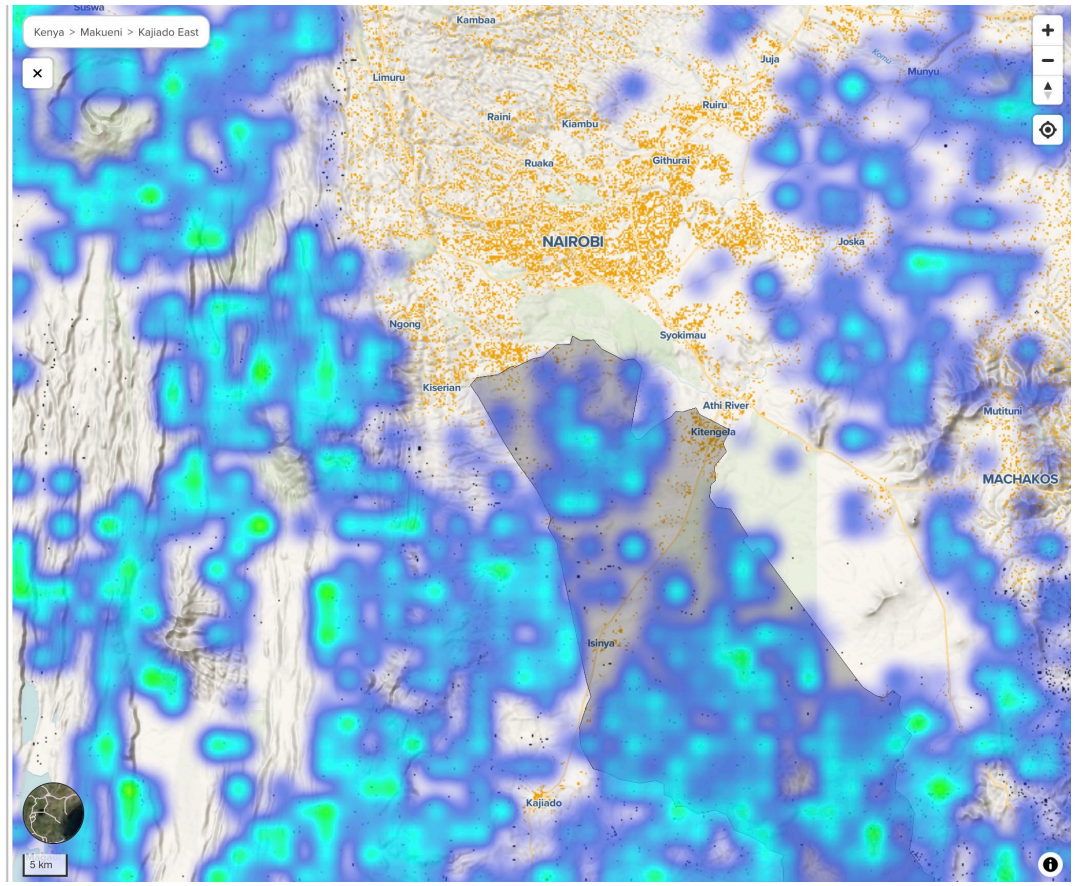 Suswa
Kenya > Makueni > Kajiado East
Kambaa
Juja
Komu
Munyu
Limuru
Ruiru
Raini
Kiambu
Ruaka
Githurai
NAIROBI
Joska
Ngong
Syokimau
Kiserian
Athi River
Mutituni
Kitengela
MACHAKOS
Isinya
Kajiado
5 km